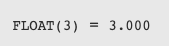 FLOAT(3) = 3.000